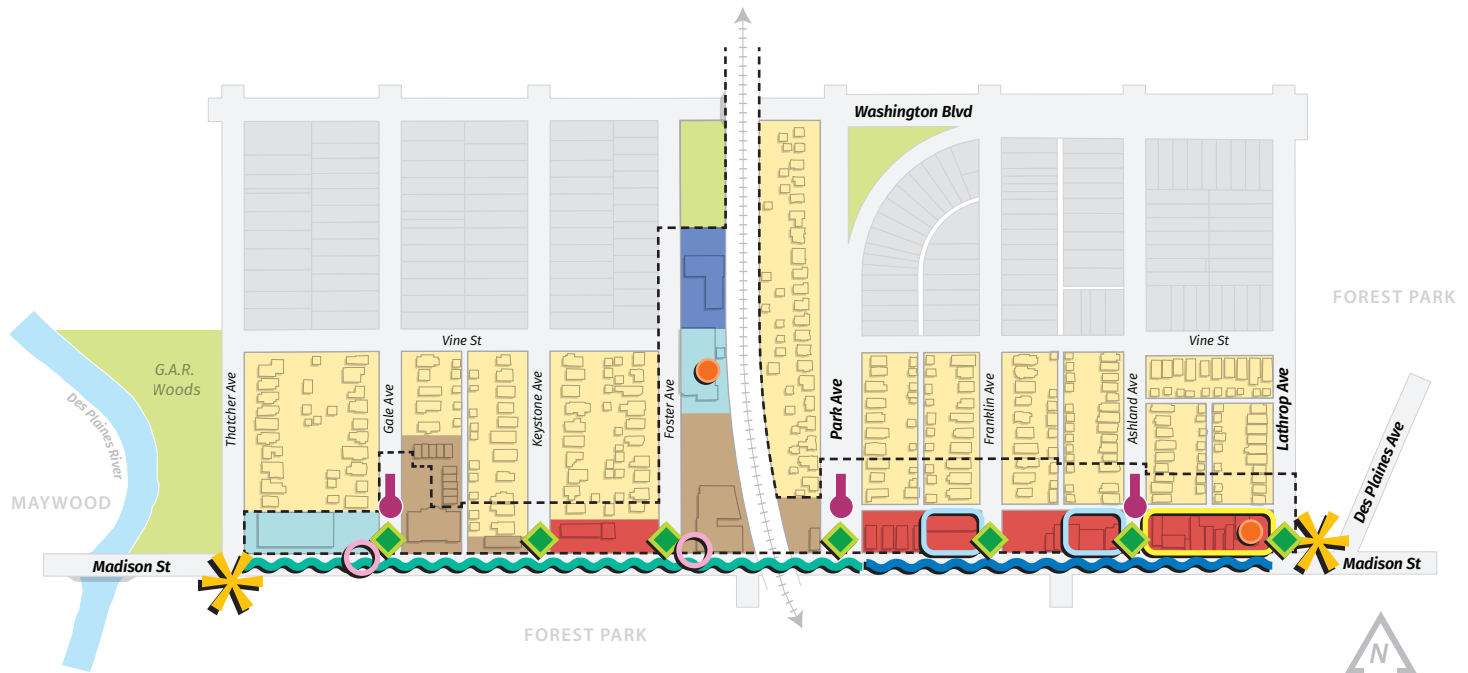 Washington Blvd
FOREST PARK
Vine St
Vine St
G.A.R.
Woods
Des Plaines River
Thatcher Ave
Gale Ave
Keystone Ave
Foster Ave
Park Ave
Franklin Ave
Ashland Ave
Lathrop Ave
Des Plaines Ave
MAYWOOD
Madison St
Madison St
FOREST PARK
N